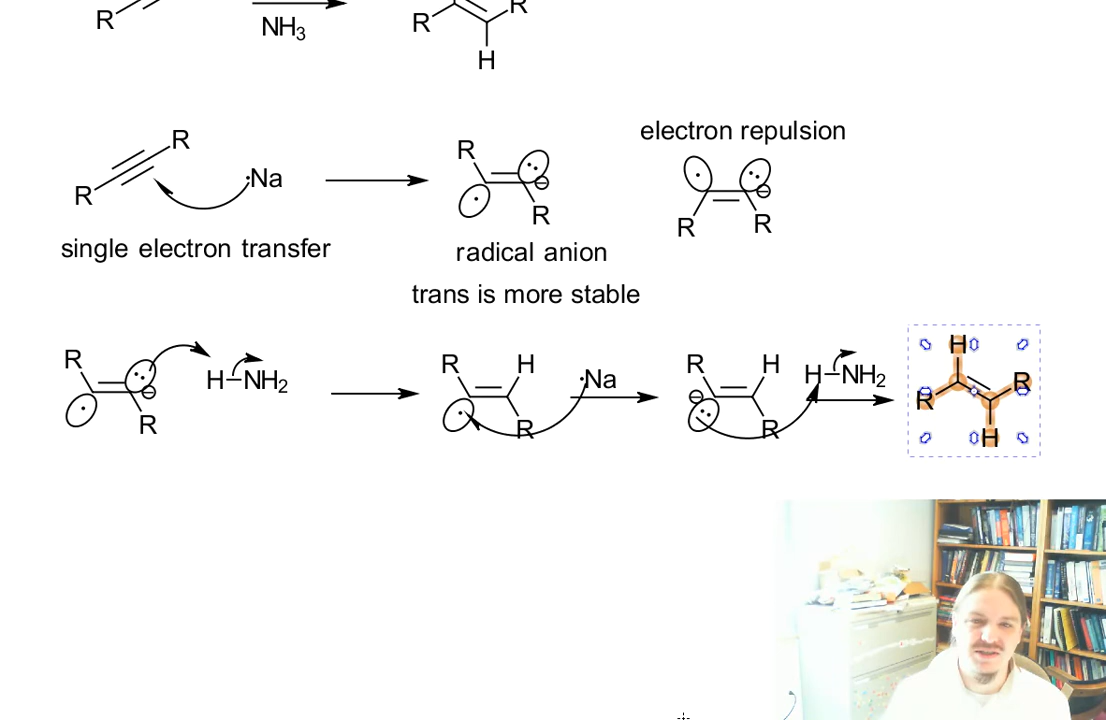 R
NH3
R
R
H
electron repulsion
R
R
·Na
R
R
R
R
single electron transfer
radical anion
trans is more stable
R
R
H–NH2
R
H
R
·Na
R
H
R
H–NH2
H
R
R
H